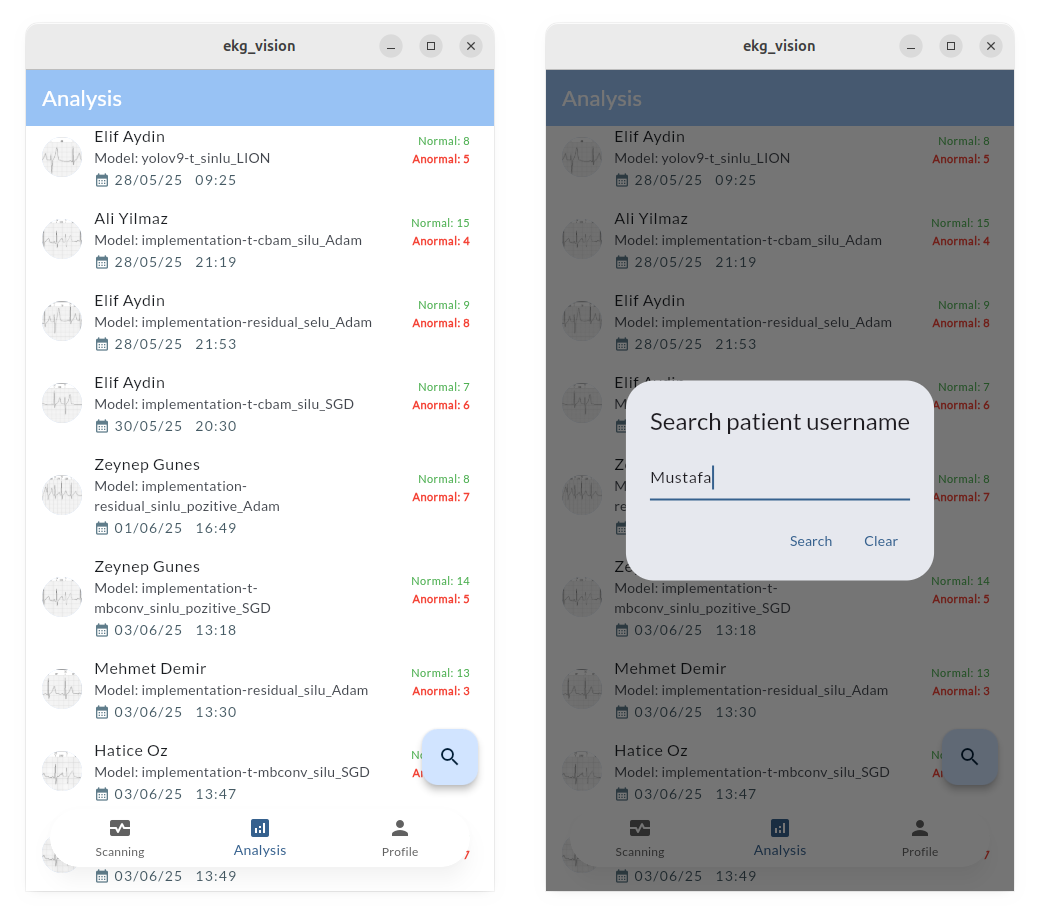 ekg_vision
Analysis
Elif Aydin
Normal: 8
Model: yolov9-t_sinlu_LION
Anormal: 5
28/05/25 09:25
Ali Yilmaz
Normal: 15
Model: implementation-t-cbam_silu_Adam
Anormal: 4
28/05/25 21:19
Elif Aydin
Normal: 9
Model: implementation-residual_selu_Adam
Anormal: 8
28/05/25 21:53
Elif Aydin
Normal: 7
Model: implementation-t-cbam_silu_SGD
Anormal: 6
30/05/25 20:30
Zeynep Gunes
Normal: 8
Model: implementation-
residual_sinlu_pozitive_Adam
Anormal: 7
01/06/25 16:49
Zeynep Gunes
Normal: 14
Model: implementation-t-
mbconv_sinlu_pozitive_SGD
Anormal: 5
03/06/25 13:18
Mehmet Demir
Normal: 13
Model: implementation-residual_silu_Adam
Anormal: 3
03/06/25 13:30
Hatice Oz
Model: implementation-t-mbconv_silu_SGD
03/06/25 13:47
Scanning
Analysis
Profile
03/06/25 13:49
ekg_vision
Analysis
Elif Aydin
Normal: 8
Model: yolov9-t_sinlu_LION
Anormal: 5
28/05/25 09:25
Ali Yilmaz
Normal: 15
Model: implementation-t-cbam_silu_Adam
Anormal: 4
28/05/25 21:19
Elif Aydin
Normal: 9
Model: implementation-residual_selu_Adam
Anormal: 8
28/05/25 21:53
Normal: 7
Anormal: 6
Search patient username
Mustafa
Search
Clear
Normal: 8
Anormal: 7
Normal: 14
Model: implementation-t-
mbconv_sinlu_pozitive_SGD
Anormal: 5
03/06/25 13:18
Mehmet Demir
Normal: 13
Model: implementation-residual_silu_Adam
Anormal: 3
03/06/25 13:30
Hatice Oz
Model: implementation-t-mbconv_silu_SGD
03/06/25 13:47
Scanning
Analysis
Profile
03/06/25 13:49